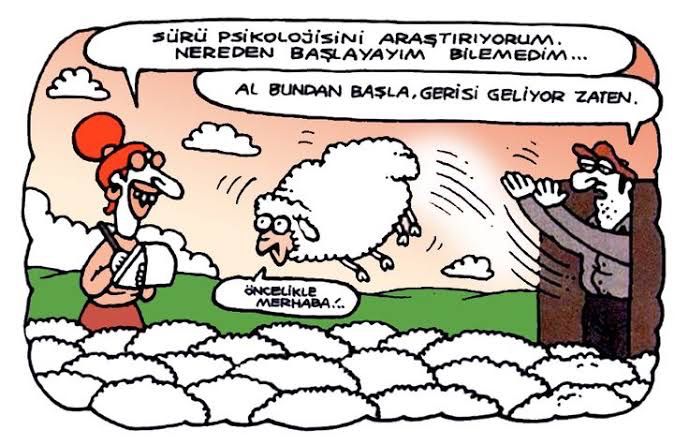 SÜRÜ PSİKOLOJİSİNİ ARAŞTIRIYORUM.
NEREDEN BAŞLAYAYIM BİLEMEDİM...
AL BUNDAN BAŞLA, GERİSİ GELİYOR ZATEN.
ÖNCELİKLE
MERHABA...